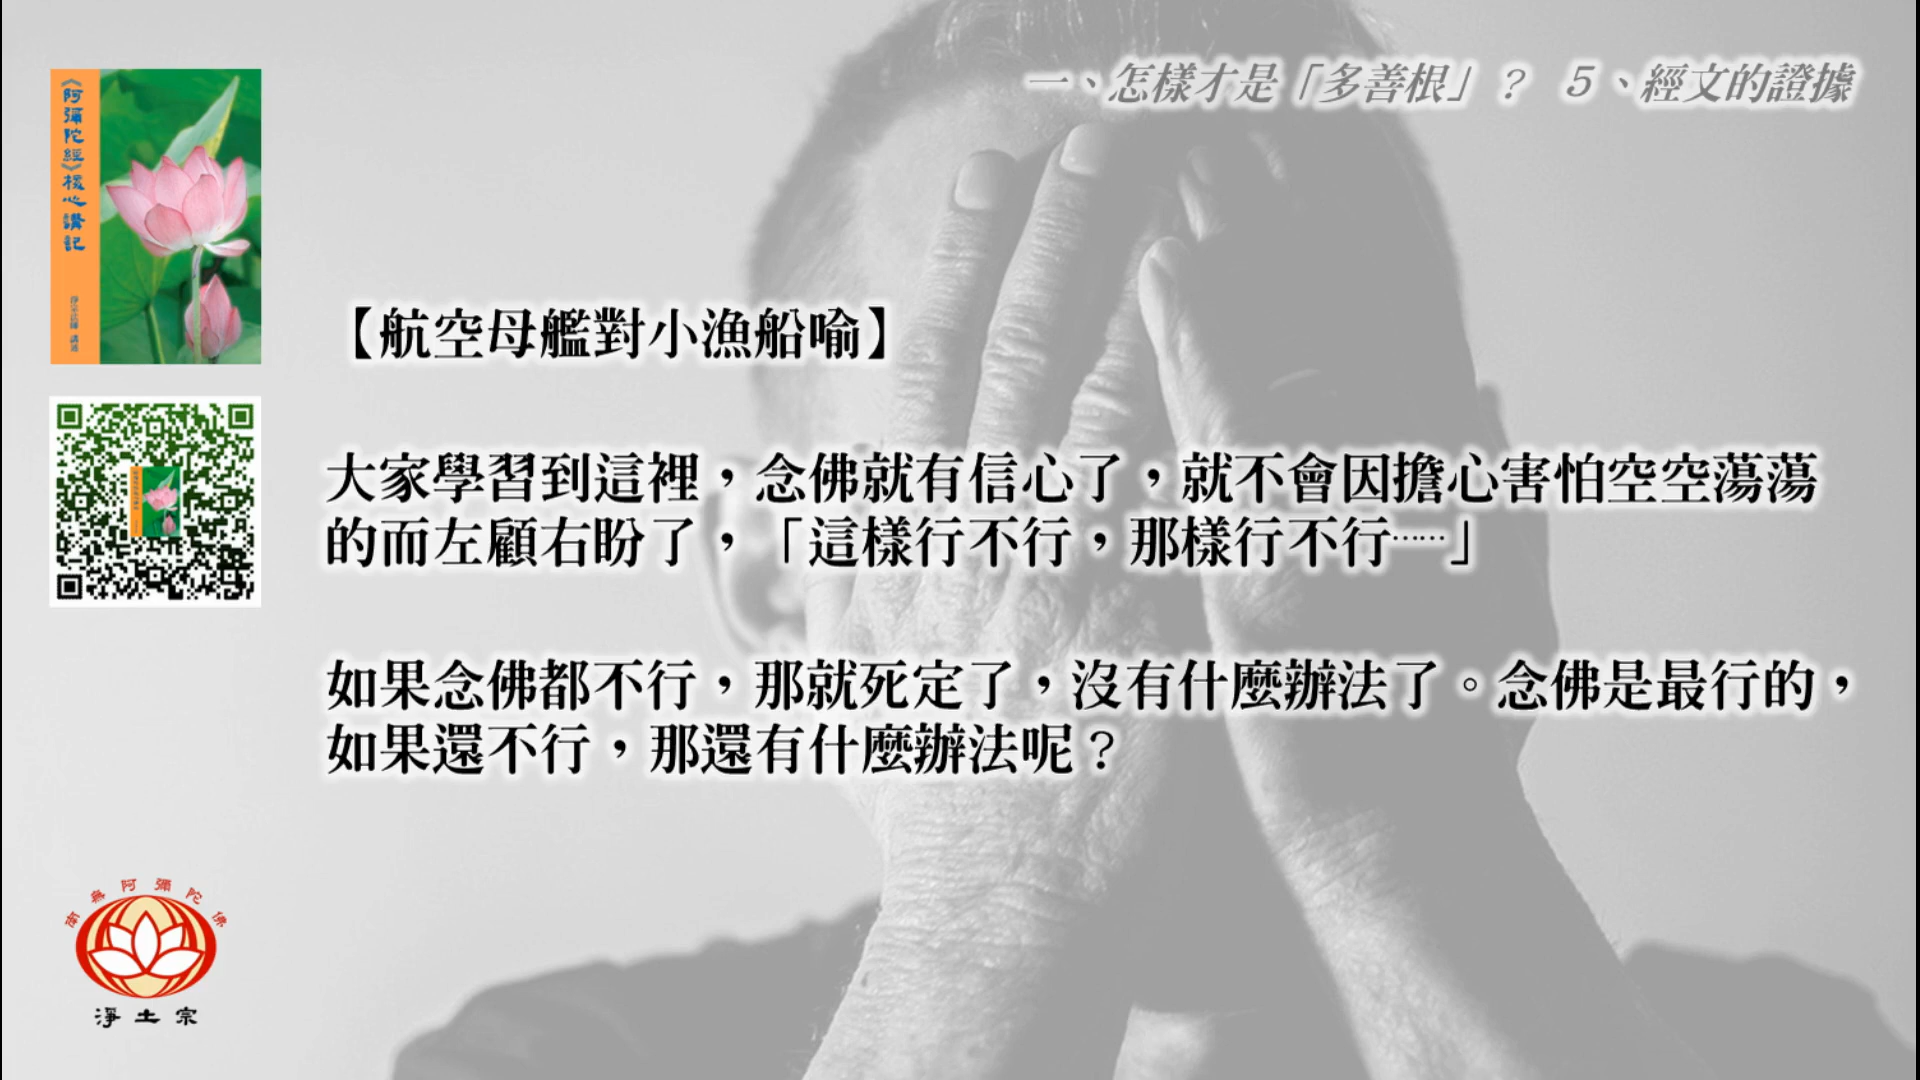 一、怎樣才是「多善根」？ 5、經文的證據
《阿彌陀經》核心講記
淨宗法師 講述
【航空母艦對小漁船喻】
大家學習到這裡，念佛就有信心了，就不會因擔心害怕空空蕩蕩
的而左顧右盼了，「這樣行不行，那樣行不行……」
如果念佛都不行，那就死定了，沒有什麼辦法了。念佛是最行的，
如果還不行，那還有什麼辦法呢？
南無阿彌陀佛
淨土宗